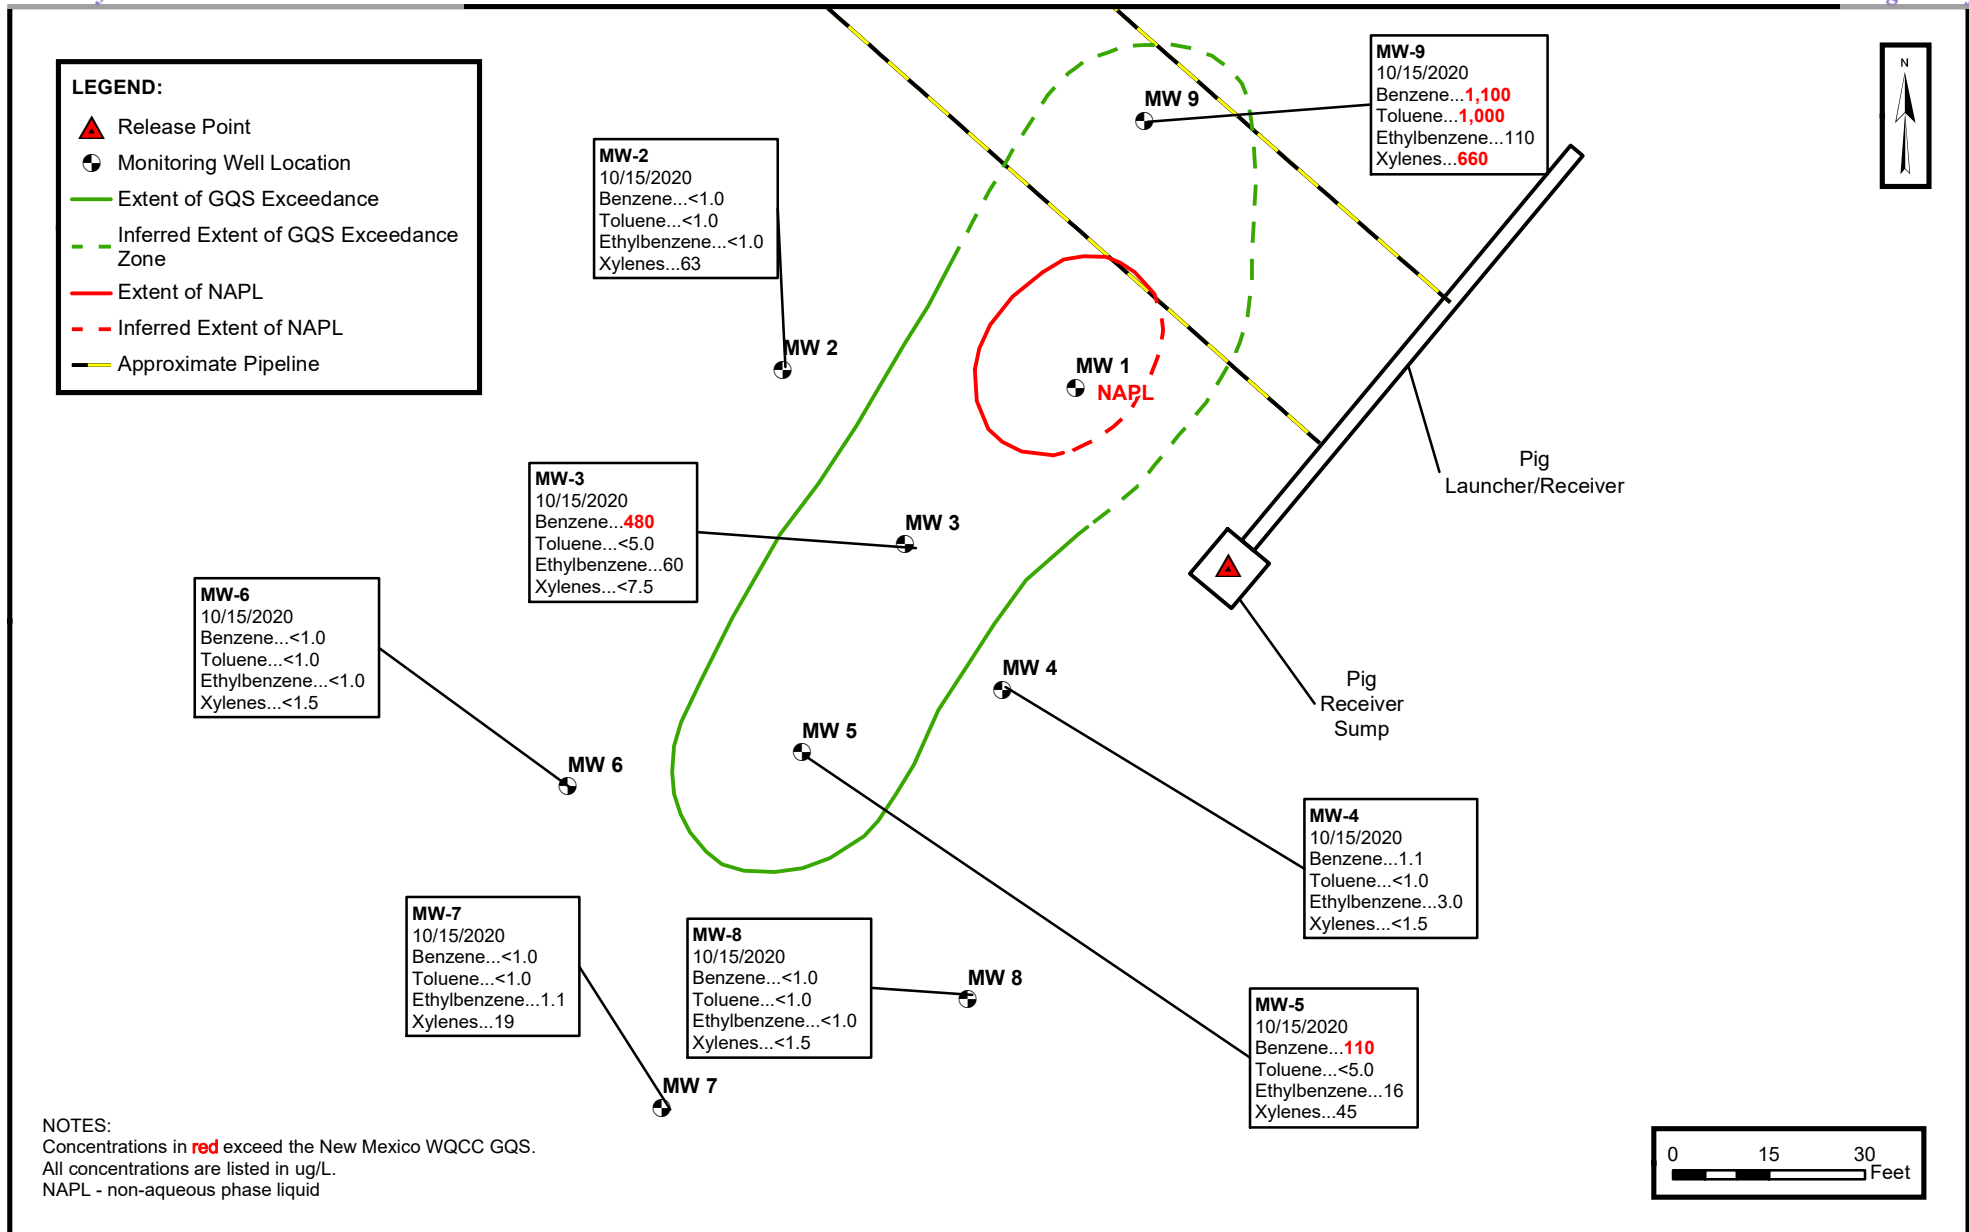 LEGEND:
Release Point
Monitoring Well Location
Extent of GQS Exceedance
Inferred Extent of GQS Exceedance
Zone
Extent of NAPL
Inferred Extent of NAPL
Approximate Pipeline
MW-2
10/15/2020
Benzene...<1.0
Toluene...<1.0
Ethylbenzene...<1.0
Xylenes...63
MW 9
MW-9
10/15/2020
Benzene...1,100
Toluene...1,000
Ethylbenzene...110
Xylenes...660
N
MW 2
MW 1
NAPL
MW-3
10/15/2020
Benzene...480
Toluene...<5.0
Ethylbenzene...60
Xylenes...<7.5
MW 3
Pig
Launcher/Receiver
MW-6
10/15/2020
Benzene...<1.0
Toluene...<1.0
Ethylbenzene...<1.0
Xylenes...<1.5
MW 6
MW 5
MW 4
Pig
Receiver
Sump
MW-4
10/15/2020
Benzene...1.1
Toluene...<1.0
Ethylbenzene...3.0
Xylenes...<1.5
MW-7
10/15/2020
Benzene...<1.0
Toluene...<1.0
Ethylbenzene...1.1
Xylenes...19
MW 7
MW-8
10/15/2020
Benzene...<1.0
Toluene...<1.0
Ethylbenzene...<1.0
Xylenes...<1.5
MW 8
MW-5
10/15/2020
Benzene...110
Toluene...<5.0
Ethylbenzene...16
Xylenes...45
NOTES:
Concentrations in red exceed the New Mexico WQCC GQS.
All concentrations are listed in ug/L.
NAPL - non-aqueous phase liquid
0 15 30
Feet